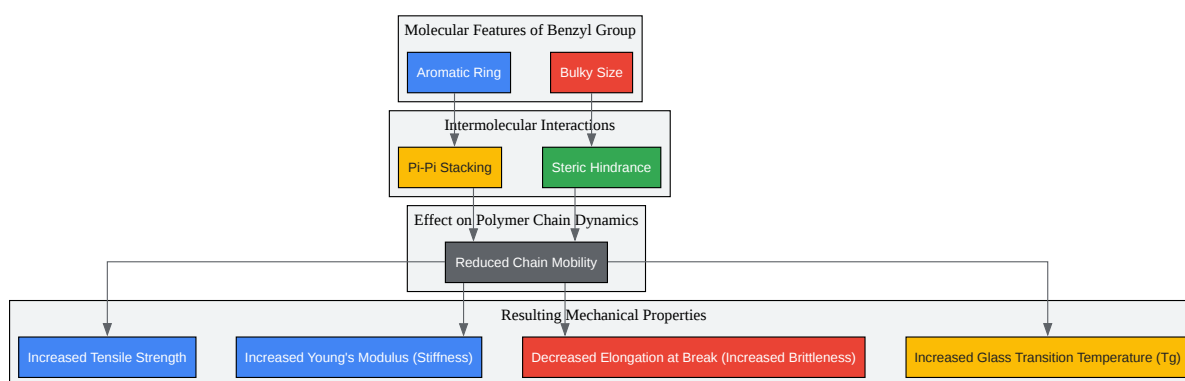 Molecular Features of Benzyl Group
Aromatic Ring
Bulky Size
Intermolecular Interactions
Pi-Pi Stacking
Steric Hindrance
Effect on Polymer Chain Dynamics
Reduced Chain Mobility
Resulting Mechanical Properties
Increased Tensile Strength
Increased Young's Modulus (Stiffness)
Decreased Elongation at Break (Increased Brittleness)
Increased Glass Transition Temperature (Tg)